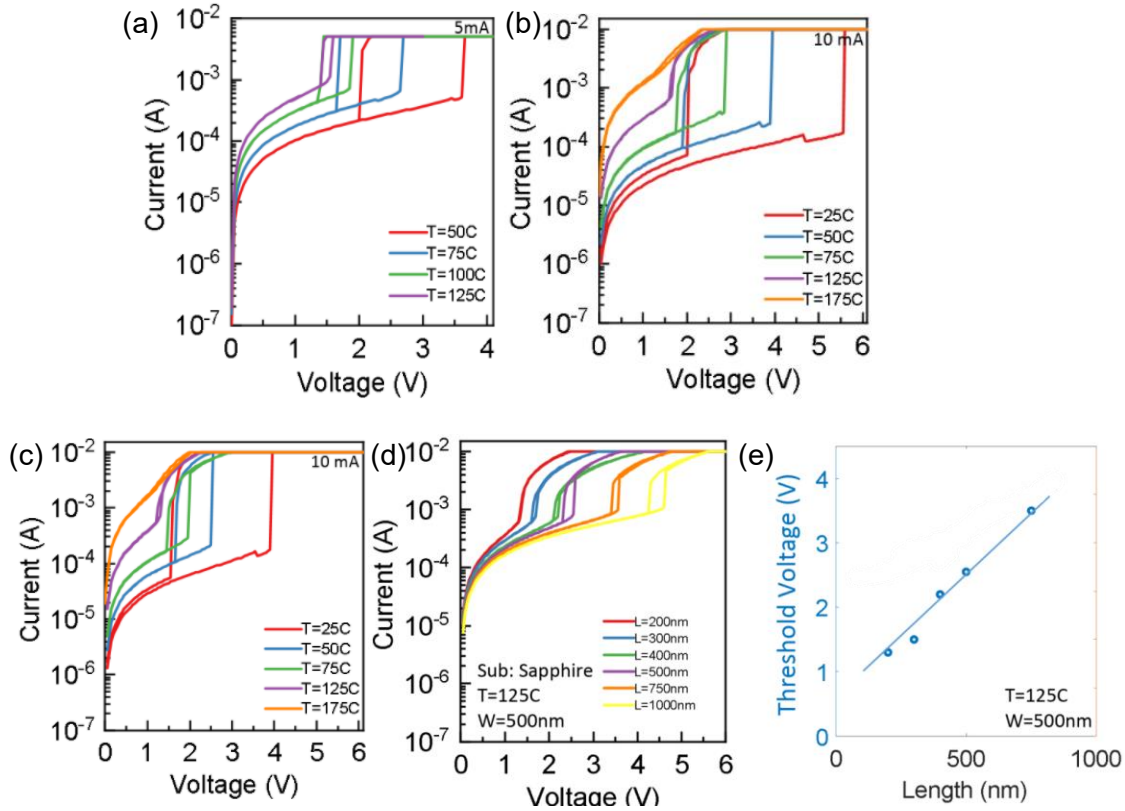 (a)
5mA
Current (A)
10-2
10-3
10-4
10-5
10-6
10-7
T=50C
T=75C
T=100C
T=125C
0 1 2 3 4
Voltage (V)
(b)
10 mA
Current (A)
10-2
10-3
10-4
10-5
10-6
10-7
T=25C
T=50C
T=75C
T=125C
T=175C
0 1 2 3 4 5 6
Voltage (V)
(c)
10 mA
Current (A)
10-2
10-3
10-4
10-5
10-6
10-7
T=25C
T=50C
T=75C
T=125C
T=175C
0 1 2 3 4 5 6
Voltage (V)
(d)
Current (A)
10-2
10-3
10-4
10-5
10-6
10-7
Sub: Sapphire
T=125C
W=500nm
L=200nm
L=300nm
L=400nm
L=500nm
L=750nm
L=1000nm
0 1 2 3 4 5 6
Voltage (V)
(e)
Threshold Voltage (V)
4
3
2
1
0
T=125C
W=500nm
0 500 1000
Length (nm)